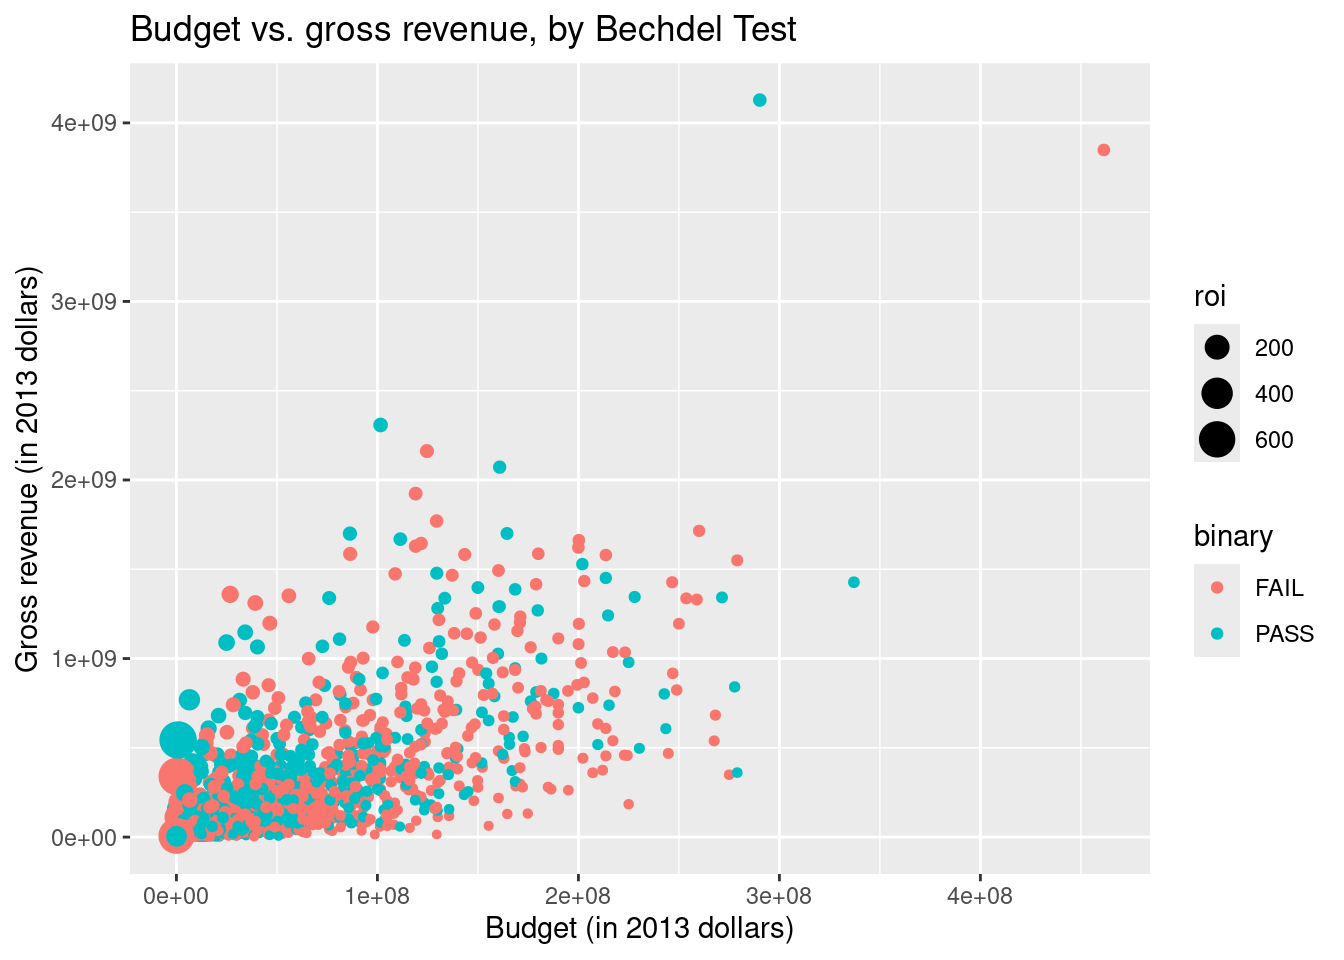 Budget vs. gross revenue, by Bechdel Test
Gross revenue (in 2013 dollars)
4e+09
3e+09
2e+09
1e+09
0e+00
0e+00
1e+08
2e+08
3e+08
4e+08
Budget (in 2013 dollars)
roi
200
400
600
binary
FAIL
PASS